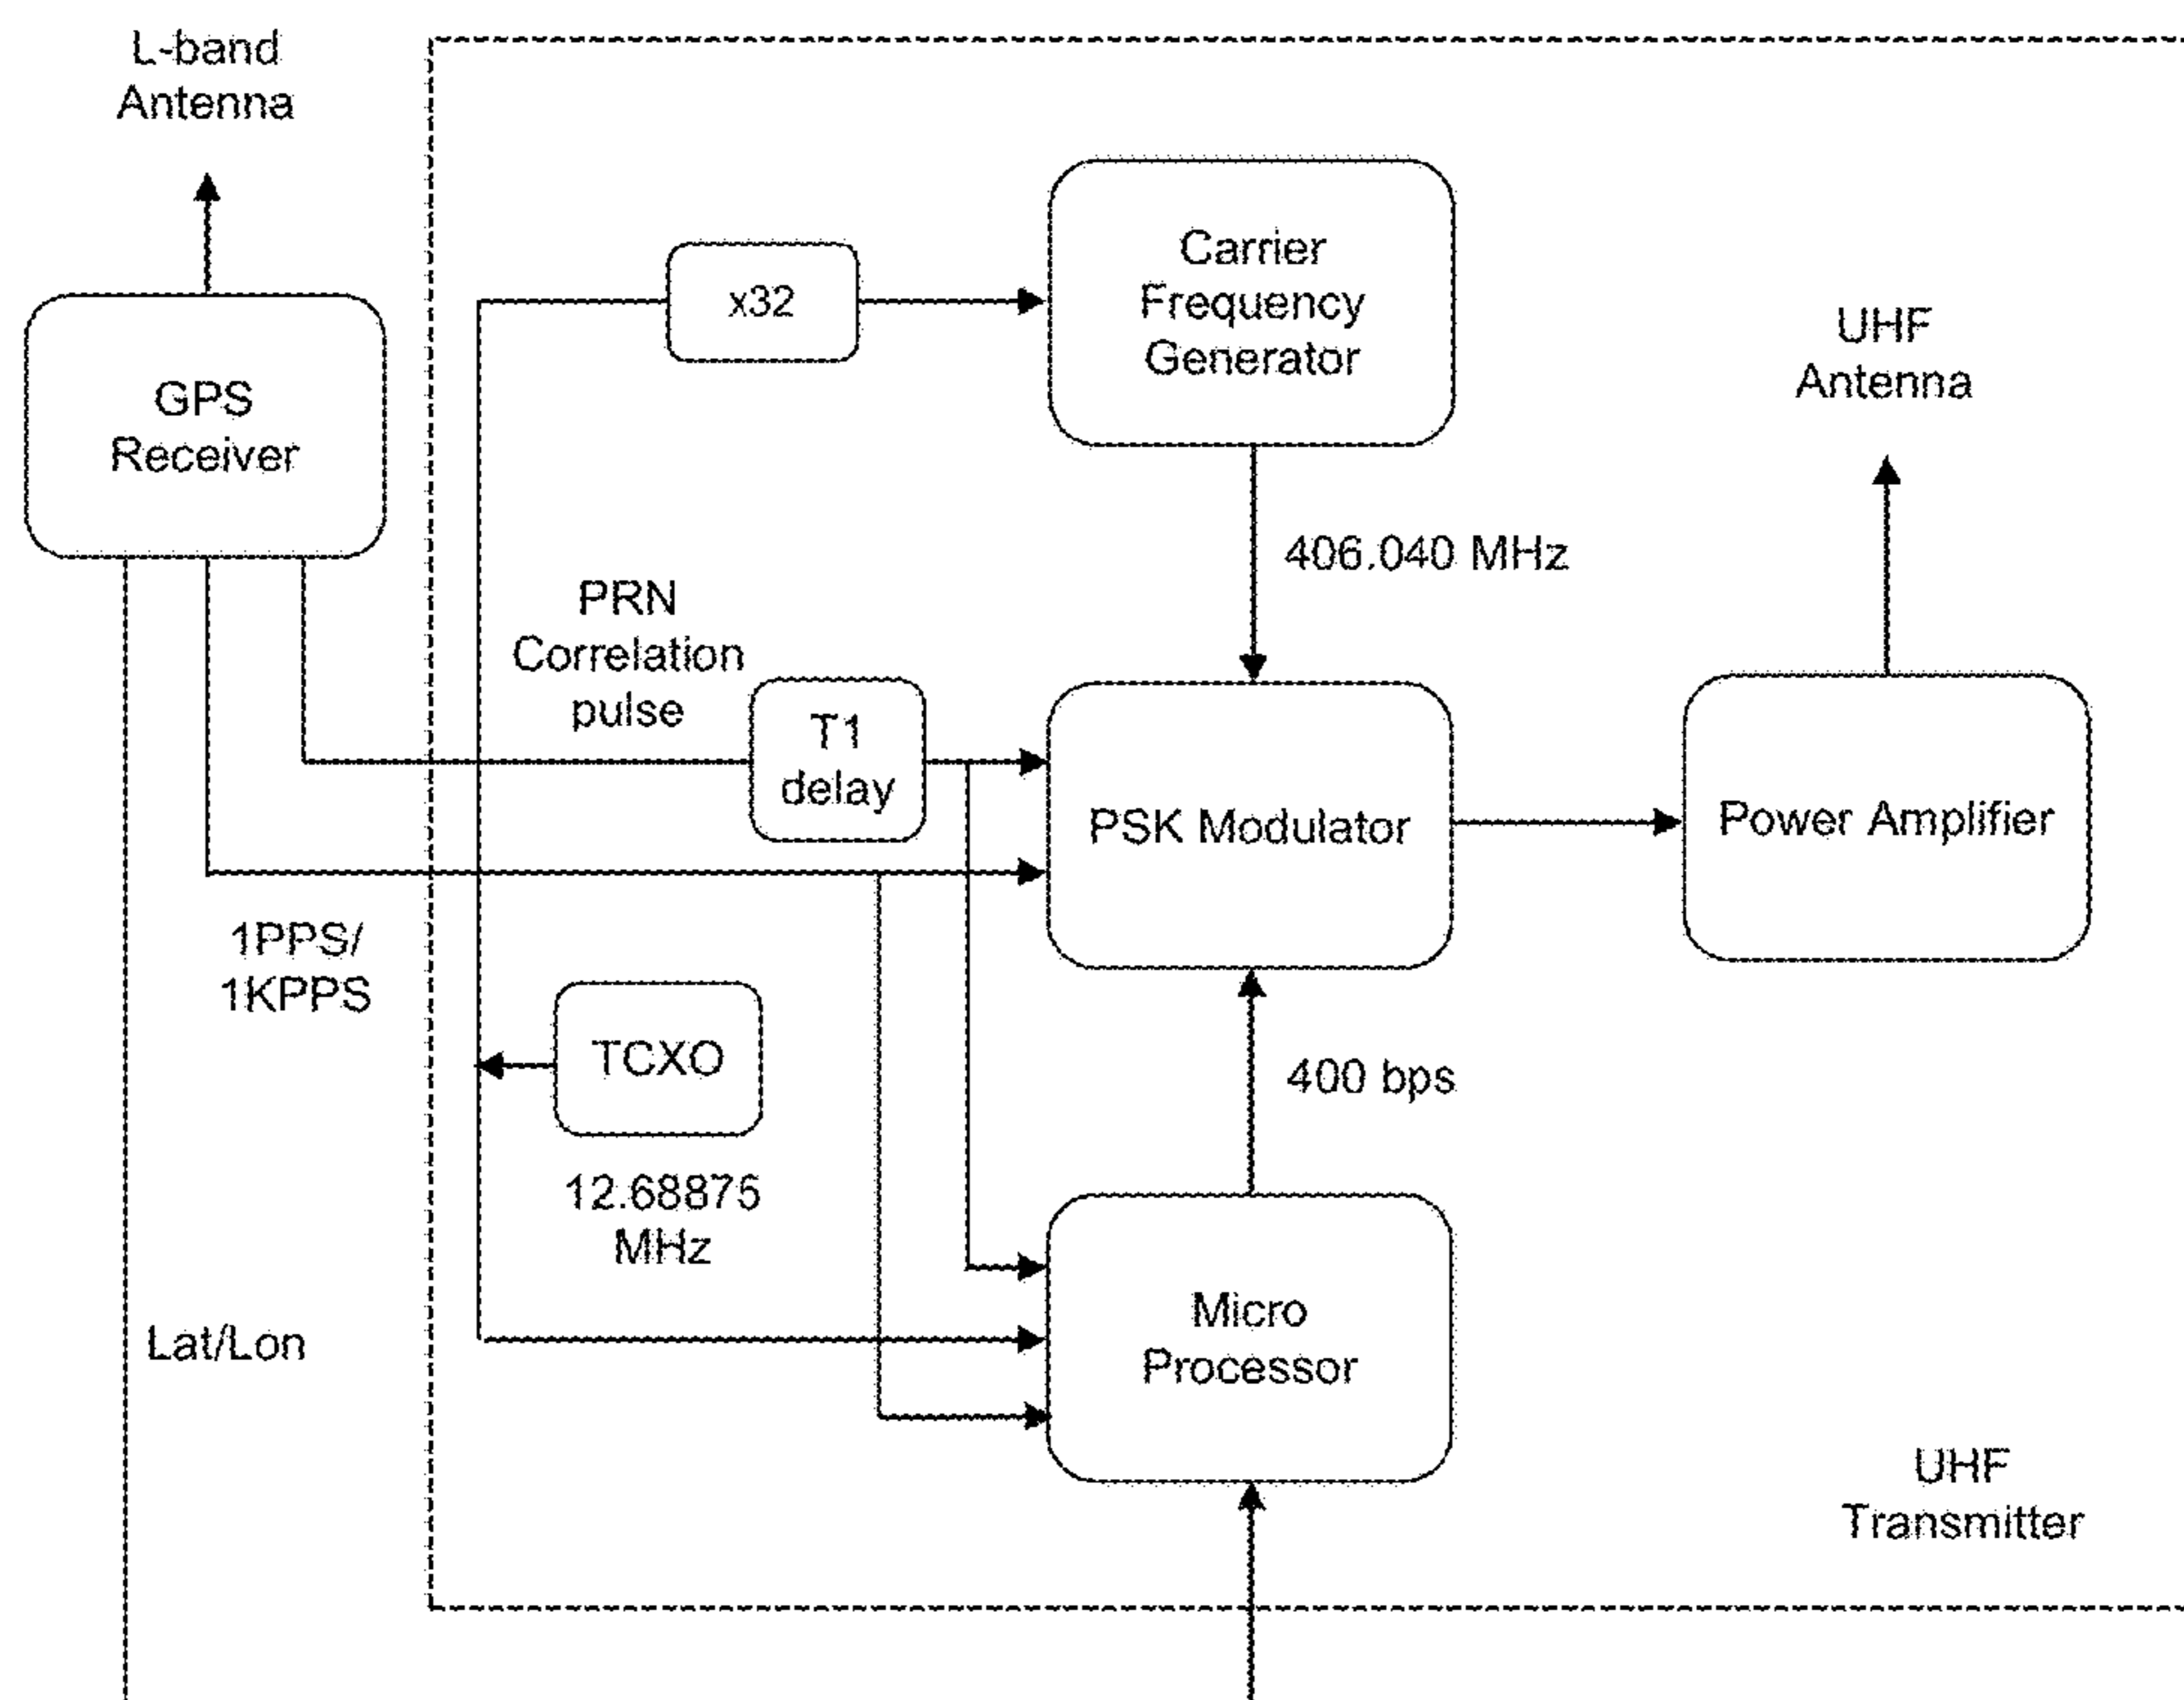 L-band
Antenna
GPS
Receiver
x32
Carrier
Frequency
Generator
UHF
Antenna
406.040 MHz
PRN
Correlation
pulse
T1
delay
PSK Modulator
Power Amplifier
1PPS/
1KPPS
TCXO
12.68875
MHz
400 bps
Lat/Lon
Micro
Processor
UHF
Transmitter